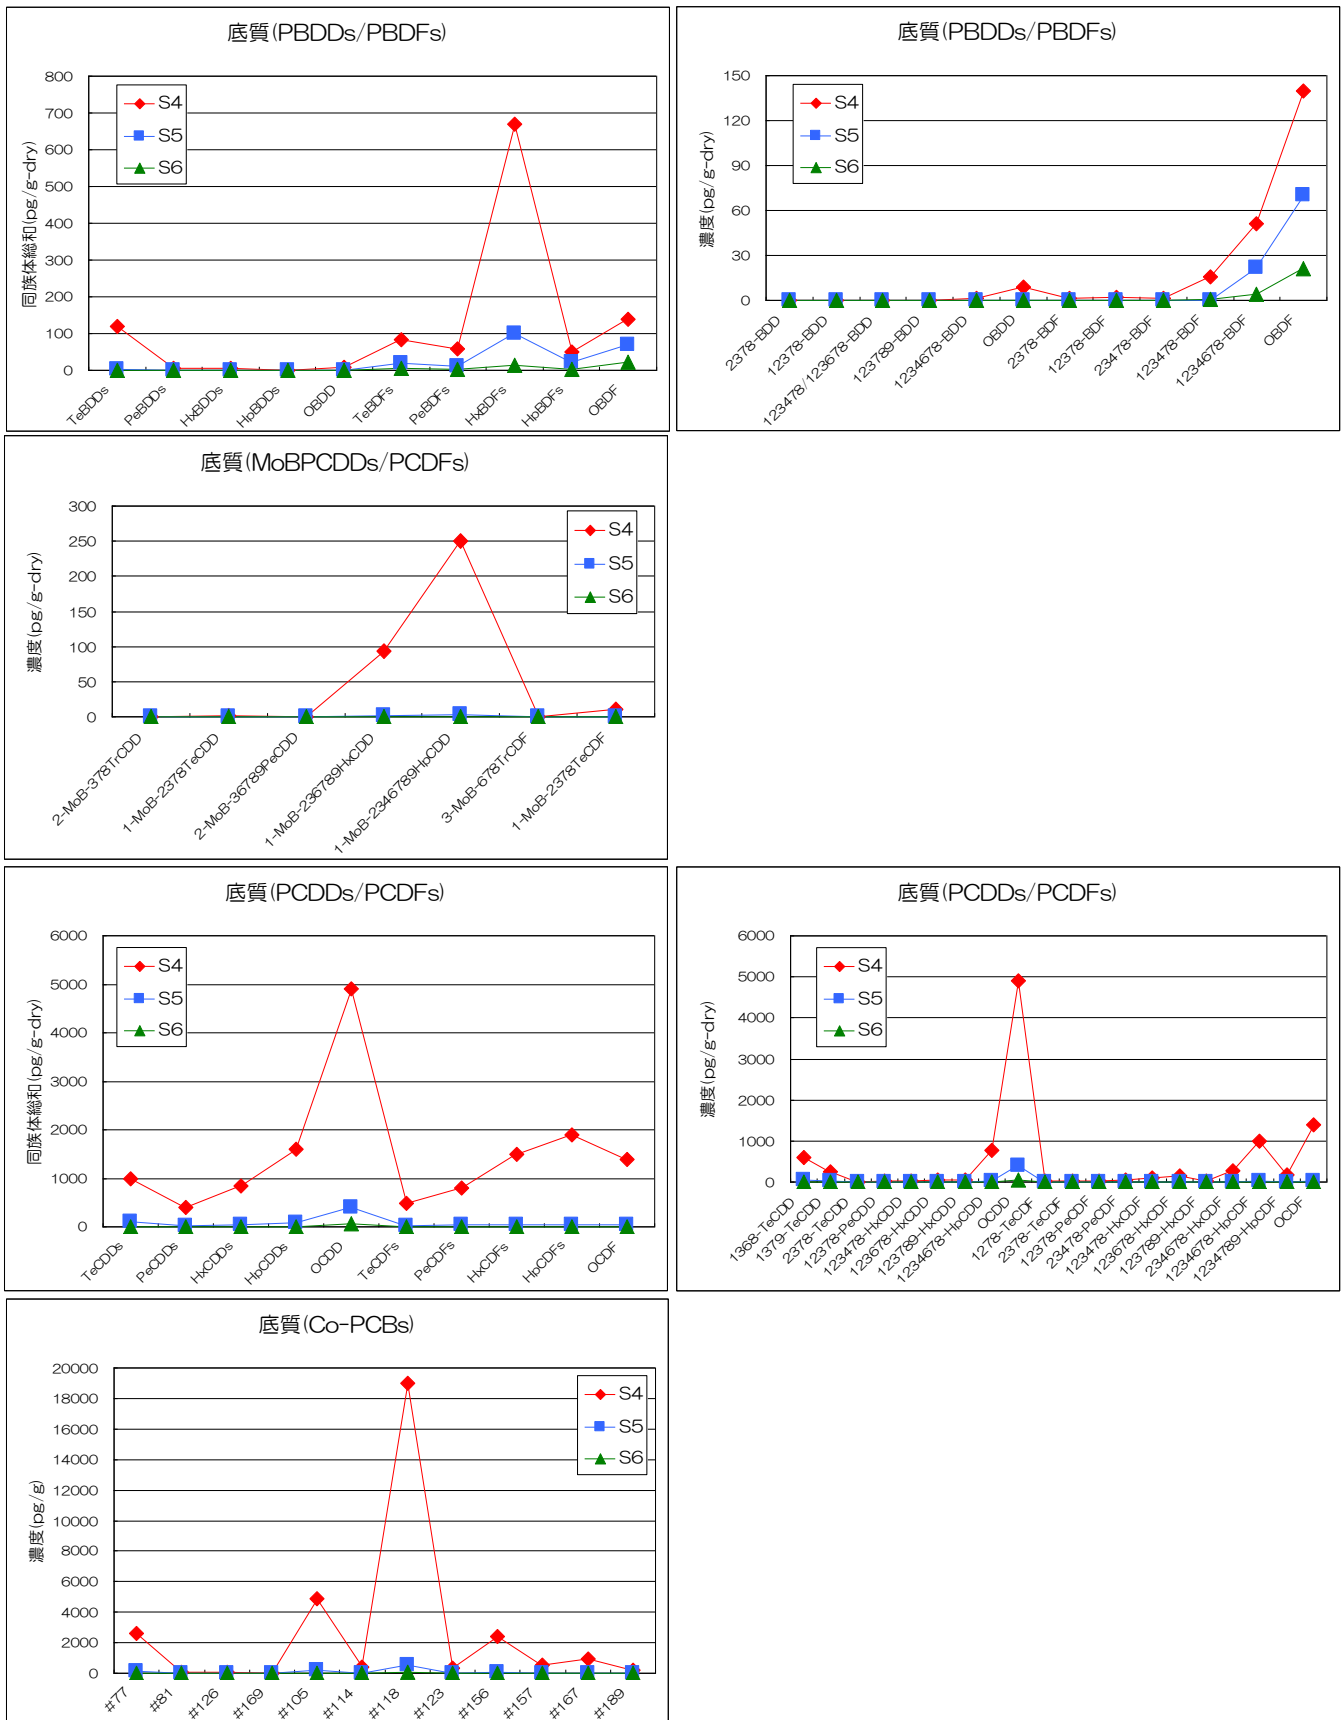 底質(PBDDs/PBDFs)
同族体総和(pg/g-dry)
800
700
600
500
400
300
200
100
0
S4
S5
S6
TeBDDs
PeBDDs
HxBDDs
HpBDDs
OBDD
TeBDFs
PeBDFs
HxBDFs
HpBDFs
OBDF
底質(PBDDs/PBDFs)
濃度(pg/g-dry)
150
120
90
60
30
0
S4
S5
S6
2378-BDD
12378-BDD
123478/123678-BDD
123789-BDD
1234678-BDD
OBDD
2378-BDF
12378-BDF
23478-BDF
123478-BDF
1234678-BDF
OBDF
底質(MoBPCDDs/PCDFs)
濃度(pg/g-dry)
300
250
200
150
100
50
0
S4
S5
S6
2-MoB-378TrCDD
1-MoB-2378TeCDD
2-MoB-36789PeCDD
1-MoB-236789HxCDD
1-MoB-2346789HpCDD
3-MoB-678TrCDF
1-MoB-2378TeCDF
底質(PCDDs/PCDFs)
同族体総和(pg/g-dry)
6000
5000
4000
3000
2000
1000
0
S4
S5
S6
TeCDDs
PeCDDs
HxCDDs
HpCDDs
OCDD
TeCDFs
PeCDFs
HxCDFs
HpCDFs
OCDF
底質(PCDDs/PCDFs)
濃度(pg/g-dry)
6000
5000
4000
3000
2000
1000
0
S4
S5
S6
1368-TeCDD
1379-TeCDD
2378-TeCDD
12378-PeCDD
123478-HxCDD
123678-HxCDD
123789-HxCDD
1234678-HpCDD
OCDD
1278-TeCDF
2378-TeCDF
12378-PeCDF
23478-PeCDF
123478-HxCDF
123678-HxCDF
123789-HxCDF
234678-HxCDF
1234678-HpCDF
1234789-HpCDF
OCDF
底質(Co-PCBs)
濃度(pg/g)
20000
18000
16000
14000
12000
10000
8000
6000
4000
2000
0
S4
S5
S6
#77
#81
#126
#169
#105
#114
#118
#123
#156
#157
#167
#189